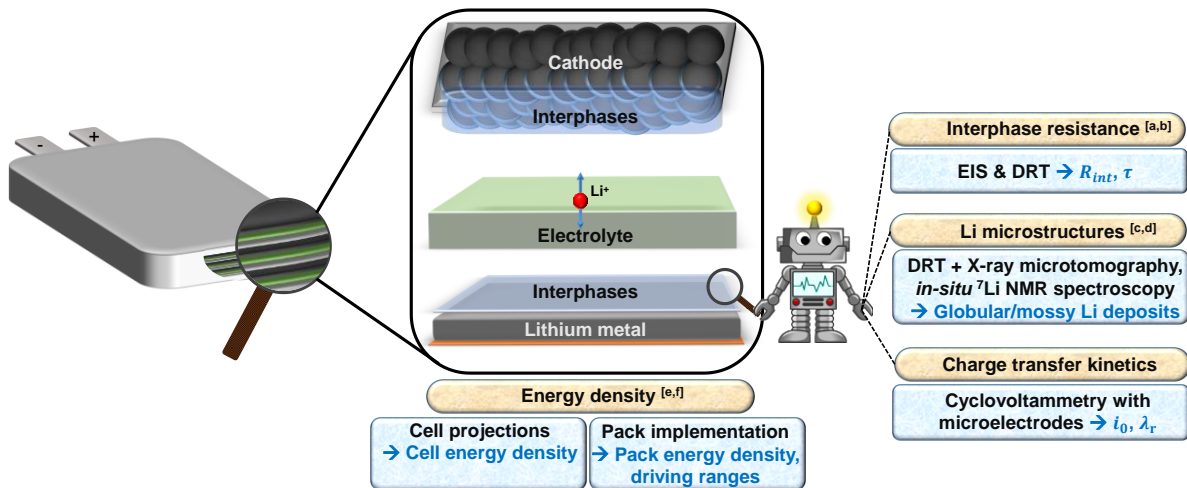 -
+
Cathode
Interphases
Li⁺
Electrolyte
Interphases
Lithium metal
Interphase resistance [a,b]
EIS & DRT → R_int, τ
Li microstructures [c,d]
DRT + X-ray microtomography,
in-situ ⁷Li NMR spectroscopy
→ Globular/mossy Li deposits
Charge transfer kinetics
Cyclovoltammetry with
microelectrodes → i₀, λᵣ
Energy density [e,f]
Cell projections
→ Cell energy density
Pack implementation
→ Pack energy density,
driving ranges